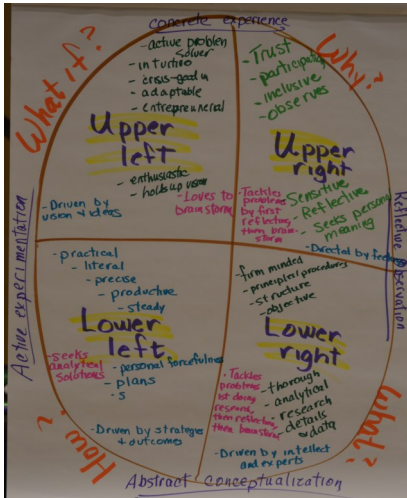 concrete experience
What if?
- active problem
solver
- intuitive
- crisis-good in
- adaptable
- entrepreneral
Upper
left
- enthusiastic
- holds up vision
- Loves to
brainstorm
- Driven by
vision & ideas
Why?
- Trust
- participation
- inclusive
- observes
Upper
right
- Tackles
problems
by first
reflecting,
then brain-
storm
- Sensitive
- Reflective
- Seeks personal
meaning
- Directed by feelings
Active experimentation
Reflective observation
- practical
- literal
- precise
- productive
- steady
Lower
left
- seeks
analytical
solutions
- personal forcefulness
- plans
- s
- Driven by strategies
+ outcomes
How?
- firm minded
- principles/procedures
- structure
- objective
Lower
right
- Tackles
problems
1st doing
research,
then reflecting,
then brainstorm
- thorough
- analytical
- research
- details
& data
- Driven by intellect
and experts
What?
Abstract conceptualization